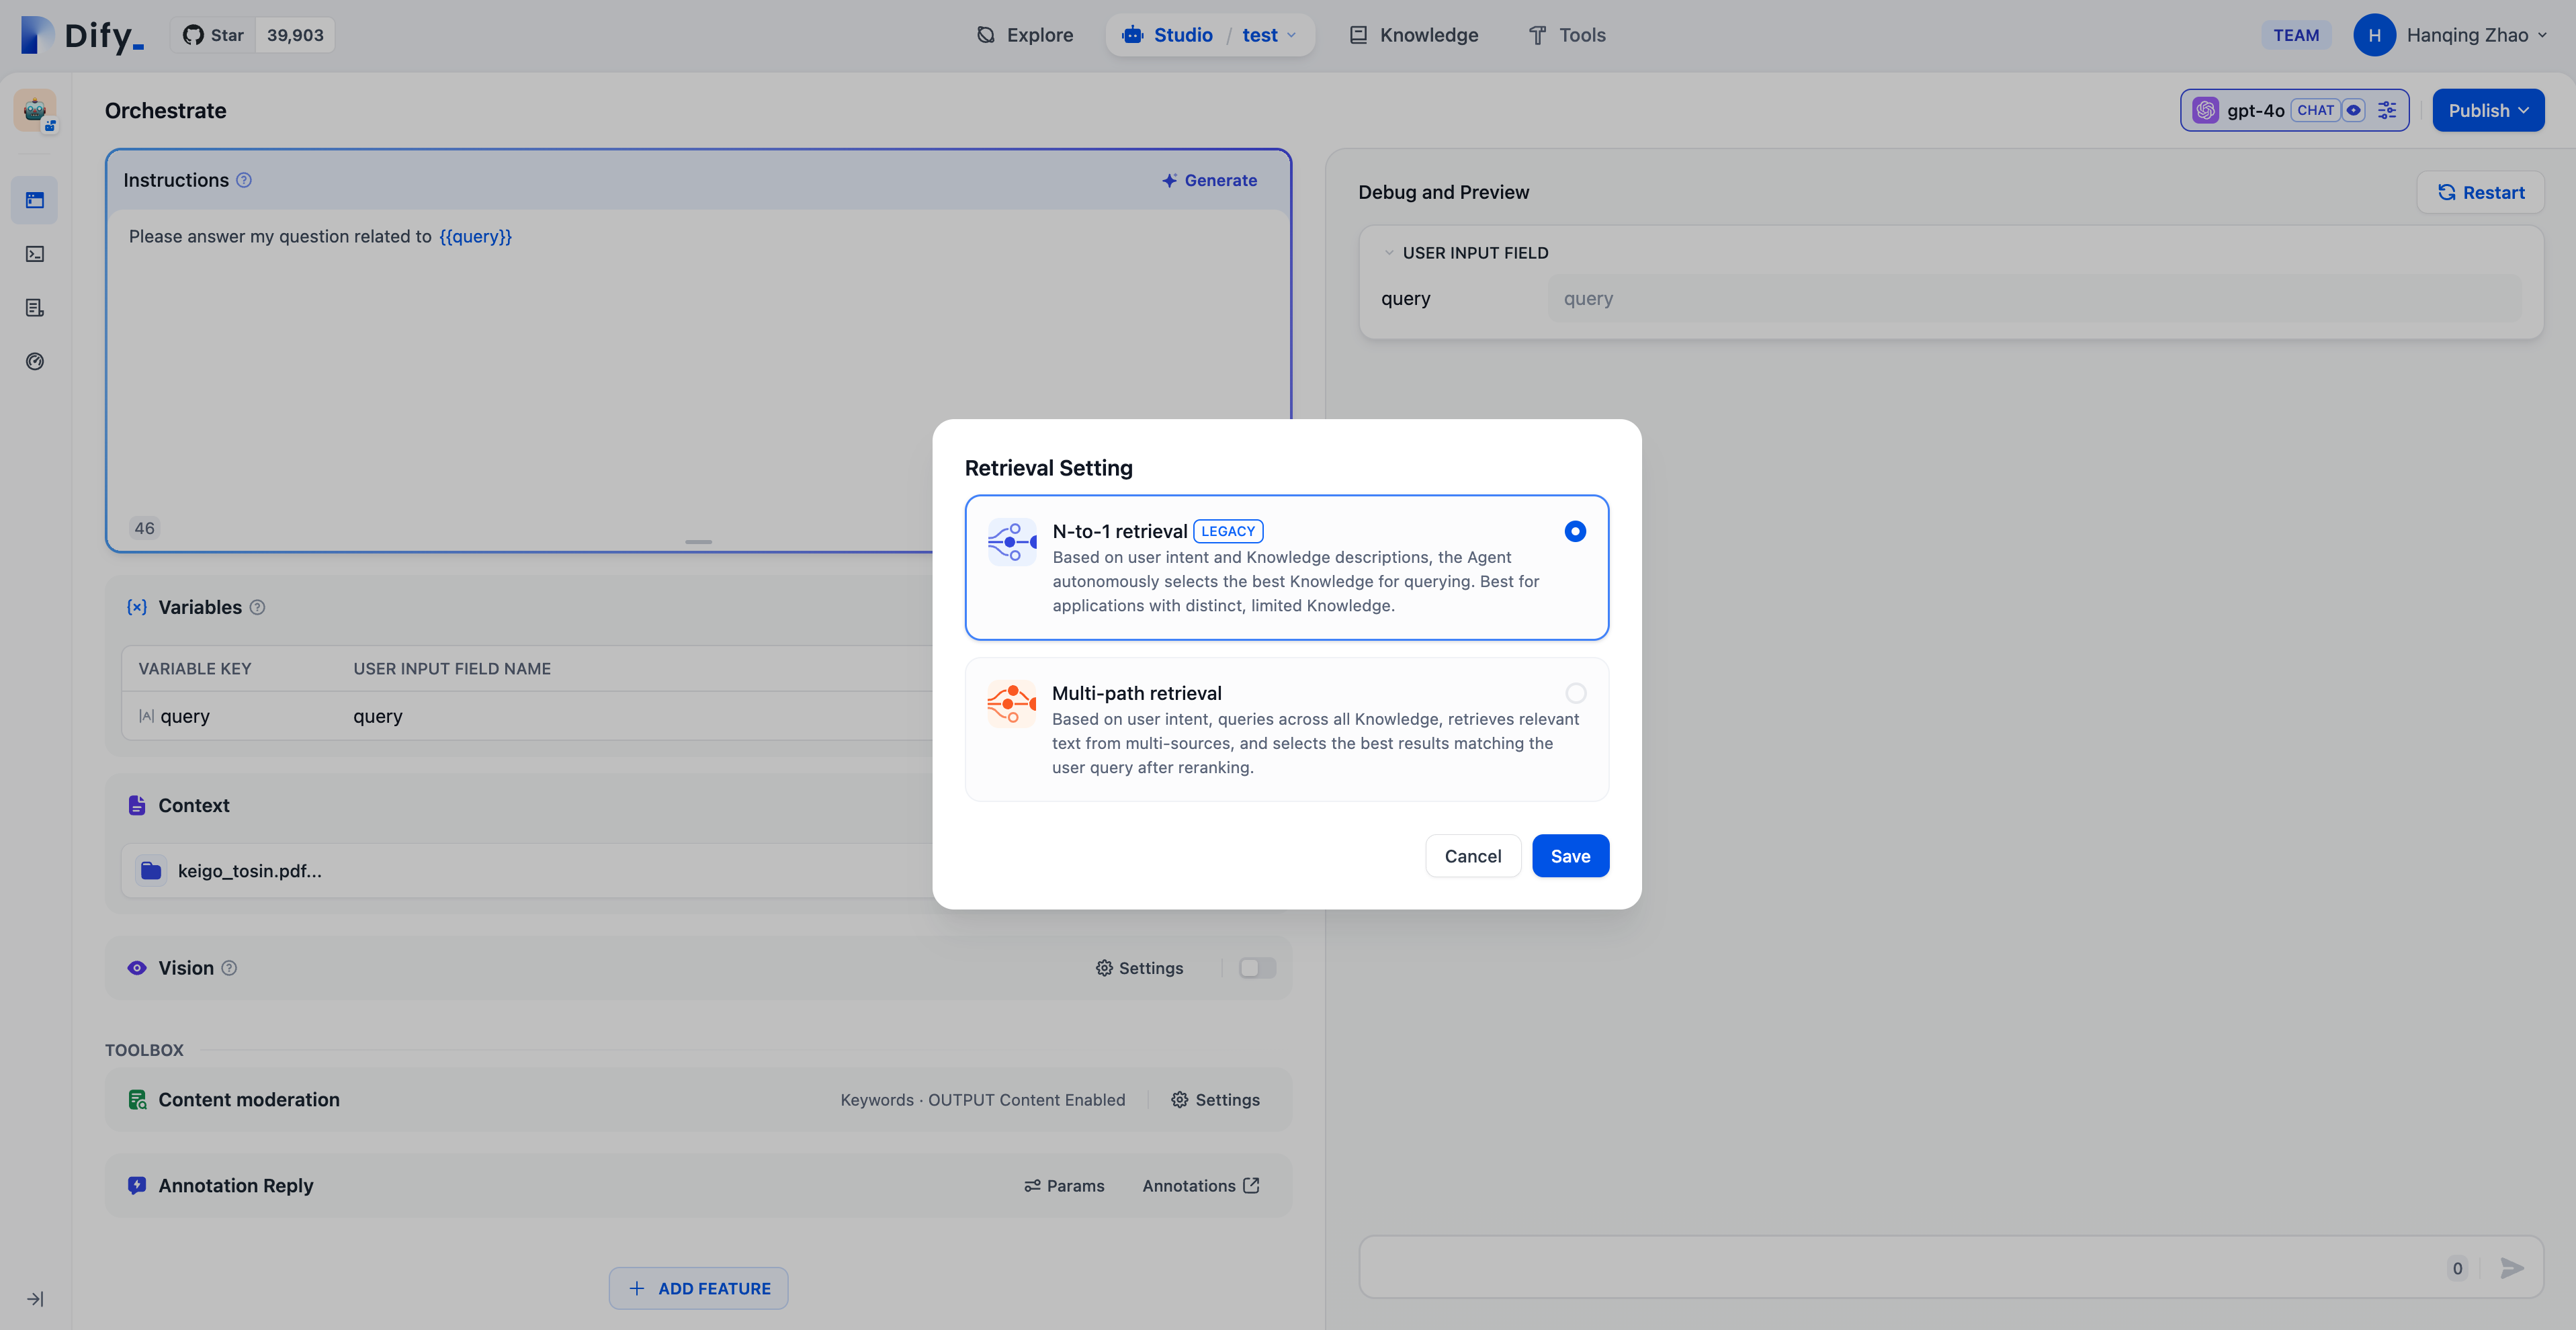 Dify_
Star 39,903
Explore
Studio / test
Knowledge
Tools
TEAM
H Hanqing Zhao
Orchestrate
gpt-4o CHAT
Publish
Instructions
Generate
Please answer my question related to {{query}}
46
Variables
VARIABLE KEY USER INPUT FIELD NAME
query query
Context
keigo_tosin.pdf...
Vision
Settings
TOOLBOX
Content moderation
Keywords · OUTPUT Content Enabled
Settings
Annotation Reply
Params
Annotations
+ ADD FEATURE
Debug and Preview
Restart
USER INPUT FIELD
query query
0
Retrieval Setting
N-to-1 retrieval LEGACY
Based on user intent and Knowledge descriptions, the Agent
autonomously selects the best Knowledge for querying. Best for
applications with distinct, limited Knowledge.
Multi-path retrieval
Based on user intent, queries across all Knowledge, retrieves relevant
text from multi-sources, and selects the best results matching the
user query after reranking.
Cancel
Save